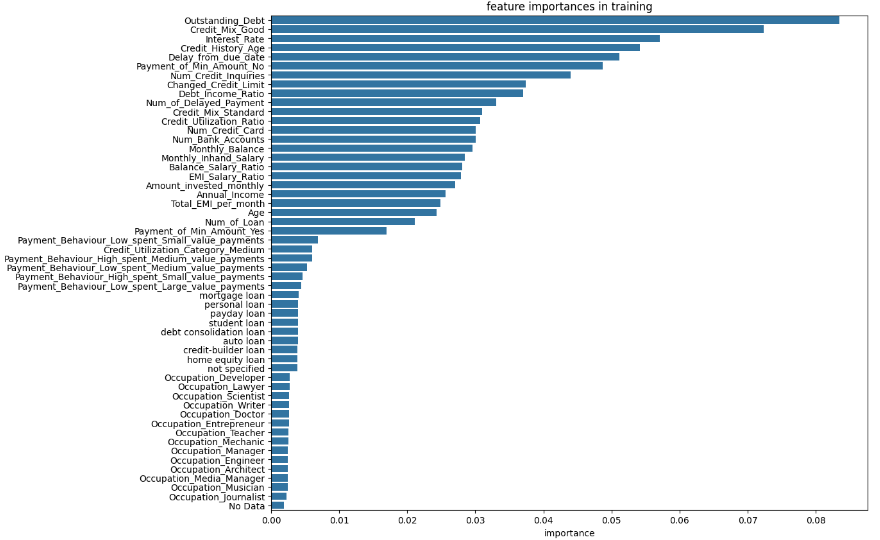 feature importances in training
Outstanding_Debt
Credit_Mix_Good
Interest_Rate
Credit_History_Age
Delay_from_due_date
Payment_of_Min_Amount_No
Num_Credit_Inquiries
Changed_Credit_Limit
Debt_Income_Ratio
Num_of_Delayed_Payment
Credit_Mix_Standard
Credit_Utilization_Ratio
Num_Credit_Card
Num_Bank_Accounts
Monthly_Balance
Monthly_Inhand_Salary
Balance_Salary_Ratio
EMI_Salary_Ratio
Amount_invested_monthly
Annual_Income
Total_EMI_per_month
Age
Num_of_Loan
Payment_of_Min_Amount_Yes
Payment_Behaviour_Low_spent_Small_value_payments
Credit_Utilization_Category_Medium
Payment_Behaviour_High_spent_Medium_value_payments
Payment_Behaviour_Low_spent_Medium_value_payments
Payment_Behaviour_High_spent_Small_value_payments
Payment_Behaviour_Low_spent_Large_value_payments
mortgage loan
personal loan
payday loan
student loan
debt consolidation loan
auto loan
credit-builder loan
home equity loan
not specified
Occupation_Developer
Occupation_Lawyer
Occupation_Scientist
Occupation_Writer
Occupation_Doctor
Occupation_Entrepreneur
Occupation_Teacher
Occupation_Mechanic
Occupation_Manager
Occupation_Engineer
Occupation_Architect
Occupation_Media_Manager
Occupation_Musician
Occupation_Journalist
No Data
0.00 0.01 0.02 0.03 0.04 0.05 0.06 0.07 0.08
importance